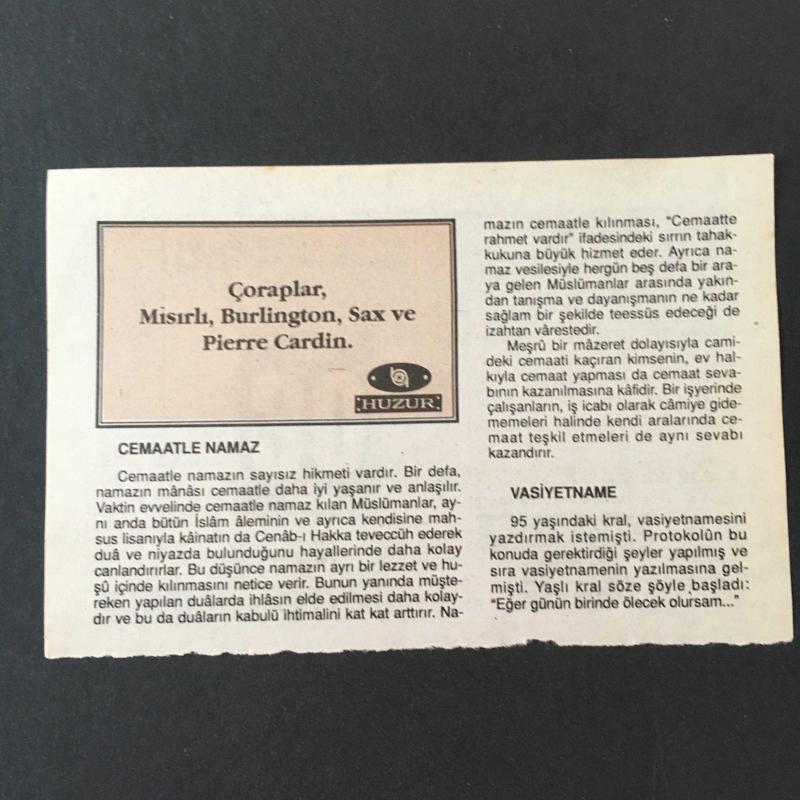 Çoraplar,
Mısırlı, Burlington, Sax ve
Pierre Cardin.
HUZUR
CEMAATLE NAMAZ
Cemaatle namazın sayısız hikmeti vardır. Bir defa,
namazın mânâsı cemaatle daha iyi yaşanır ve anlaşılır.
Vaktin evvelinde cemaatle namaz kılan Müslümanlar, ay-
nı anda bütün İslâm âleminin ve ayrıca kendisine mah-
sus lisanıyla kâinatın da Cenâb-ı Hakka teveccüh ederek
duâ ve niyazda bulunduğunu hayallerinde daha kolay
canlandırırlar. Bu düşünce namazın ayrı bir lezzet ve hu-
şû içinde kılınmasını netice verir. Bunun yanında müşte-
reken yapılan duâlarda ihlâsın elde edilmesi daha kolay-
dır ve bu da duâların kabulü ihtimalini kat kat arttırır. Na-
mazın cemaatle kılınması, "Cemaatte
rahmet vardır" ifadesindeki sırrın tahak-
kukuna büyük hizmet eder. Ayrıca na-
maz vesilesiyle hergün beş defa bir ara-
ya gelen Müslümanlar arasında yakın-
dan tanışma ve dayanışmanın ne kadar
sağlam bir şekilde teessüs edeceği de
izahtan vârestedir.
Meşrû bir mâzeret dolayısıyla cami-
deki cemaati kaçıran kimsenin, ev hal-
kıyla cemaat yapması da cemaat seva-
bının kazanılmasına kâfidir. Bir işyerinde
çalışanların, iş icabı olarak câmiye gide-
memeleri halinde kendi aralarında ce-
maat teşkil etmeleri de aynı sevabı
kazandırır.
VASİYETNAME
95 yaşındaki kral, vasiyetnamesini
yazdırmak istemişti. Protokolün bu
konuda gerektirdiği şeyler yapılmış ve
sıra vasiyetnamenin yazılmasına gel-
mişti. Yaşlı kral söze şöyle başladı:
"Eğer günün birinde ölecek olursam..."